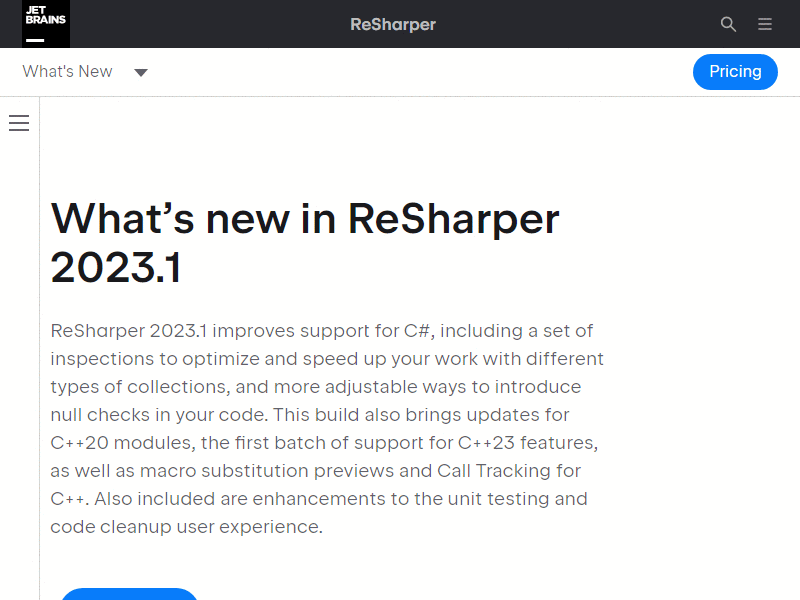 JET
BRAINS
ReSharper
What's New
Pricing
What’s new in ReSharper
2023.1
ReSharper 2023.1 improves support for C#, including a set of
inspections to optimize and speed up your work with different
types of collections, and more adjustable ways to introduce
null checks in your code. This build also brings updates for
C++20 modules, the first batch of support for C++23 features,
as well as macro substitution previews and Call Tracking for
C++. Also included are enhancements to the unit testing and
code cleanup user experience.